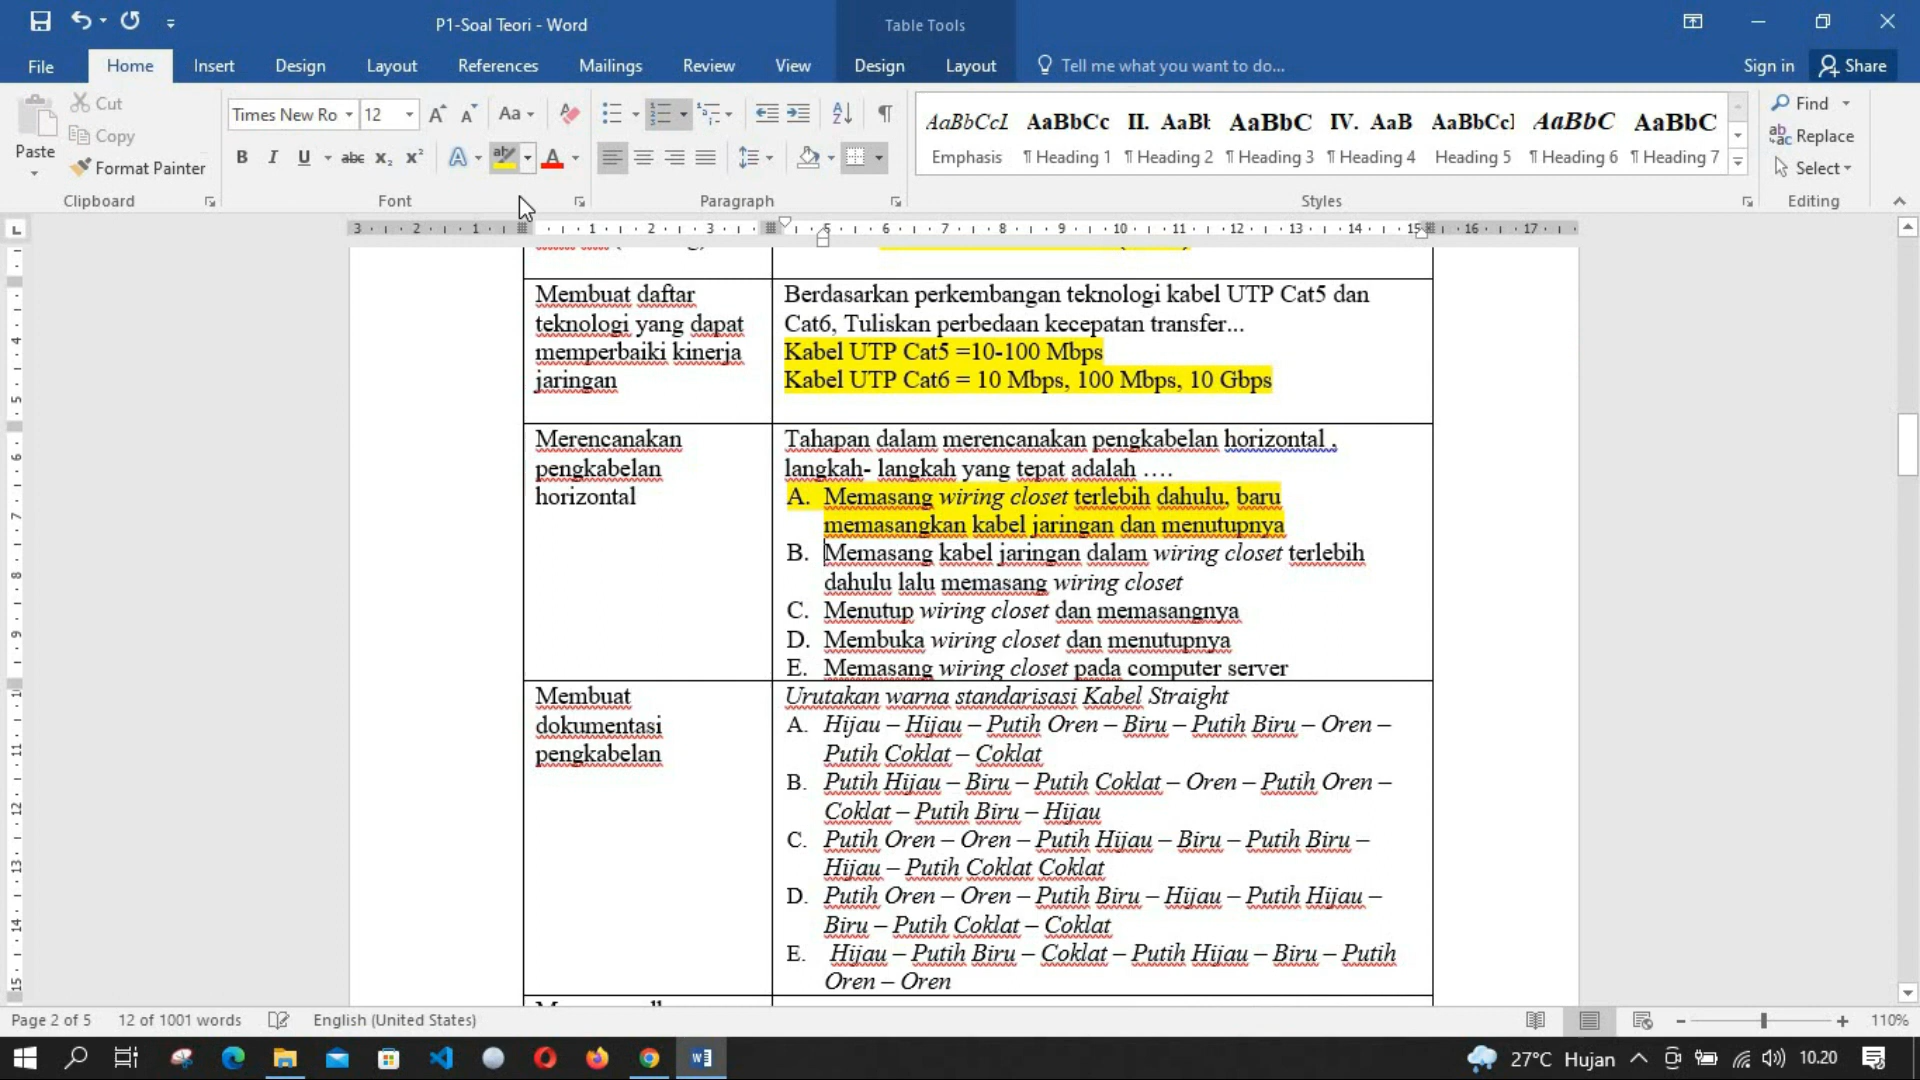 P1-Soal Teori - Word
Table Tools
File
Home
Insert
Design
Layout
References
Mailings
Review
View
Design
Layout
Tell me what you want to do...
Sign in
Share
Paste
Cut
Copy
Format Painter
Clipboard
Times New Ro
12
Font
Paragraph
AaBbCcI
AaBbCc
II. AaBt
AaBbC
IV. AaB
AaBbCcI
AaBbC
AaBbC
Emphasis
¶ Heading 1
¶ Heading 2
¶ Heading 3
¶ Heading 4
Heading 5
¶ Heading 6
¶ Heading 7
Styles
Find
Replace
Select
Editing
Membuat daftar
teknologi yang dapat
memperbaiki kinerja
jaringan
Berdasarkan perkembangan teknologi kabel UTP Cat5 dan
Cat6, Tuliskan perbedaan kecepatan transfer...
Kabel UTP Cat5 =10-100 Mbps
Kabel UTP Cat6 = 10 Mbps, 100 Mbps, 10 Gbps
Merencanakan
pengkabelan
horizontal
Tahapan dalam merencanakan pengkabelan horizontal ,
langkah- langkah yang tepat adalah ….
A. Memasang wiring closet terlebih dahulu, baru
memasangkan kabel jaringan dan menutupnya
B. Memasang kabel jaringan dalam wiring closet terlebih
dahulu lalu memasang wiring closet
C. Menutup wiring closet dan memasangnya
D. Membuka wiring closet dan menutupnya
E. Memasang wiring closet pada computer server
Membuat
dokumentasi
pengkabelan
Urutakan warna standarisasi Kabel Straight
A. Hijau – Hijau – Putih Oren – Biru – Putih Biru – Oren –
Putih Coklat – Coklat
B. Putih Hijau – Biru – Putih Coklat – Oren – Putih Oren –
Coklat – Putih Biru – Hijau
C. Putih Oren – Oren – Putih Hijau – Biru – Putih Biru –
Hijau – Putih Coklat Coklat
D. Putih Oren – Oren – Putih Biru – Hijau – Putih Hijau –
Biru – Putih Coklat – Coklat
E. Hijau – Putih Biru – Coklat – Putih Hijau – Biru – Putih
Oren – Oren
Page 2 of 5
12 of 1001 words
English (United States)
110%
27°C Hujan
10.20